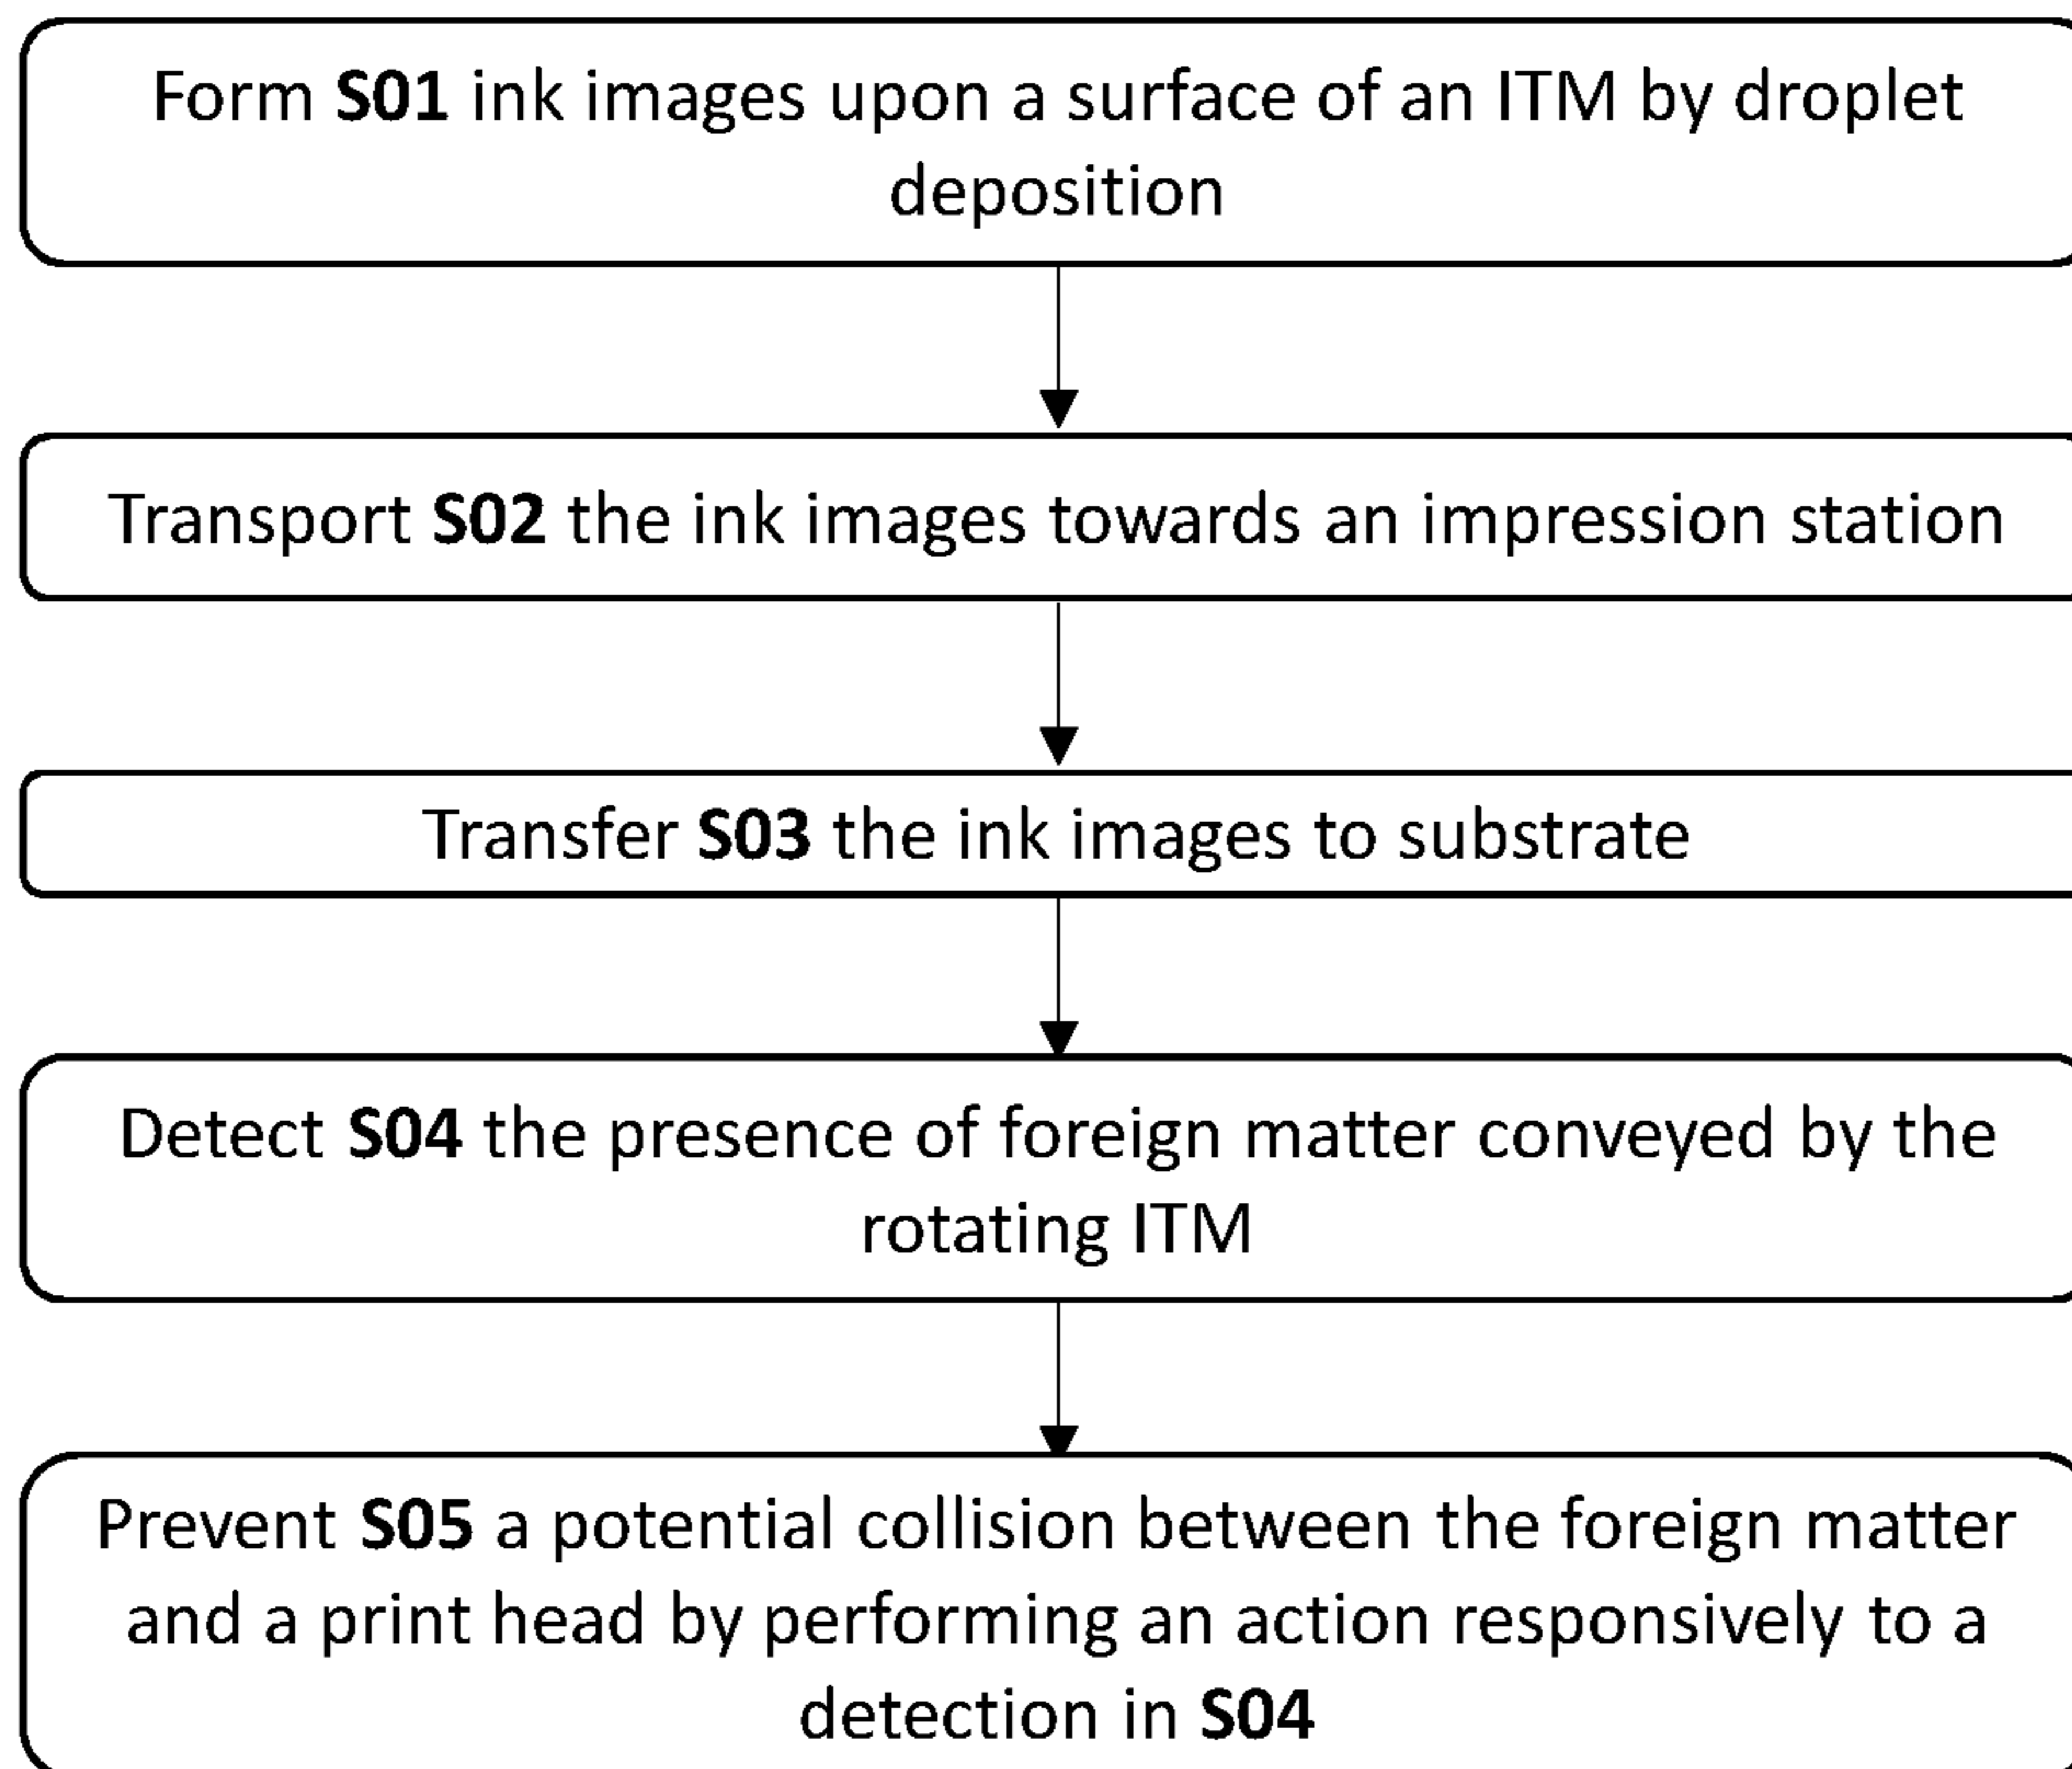 Form S01 ink images upon a surface of an ITM by droplet
deposition
Transport S02 the ink images towards an impression station
Transfer S03 the ink images to substrate
Detect S04 the presence of foreign matter conveyed by the
rotating ITM
Prevent S05 a potential collision between the foreign matter
and a print head by performing an action responsively to a
detection in S04